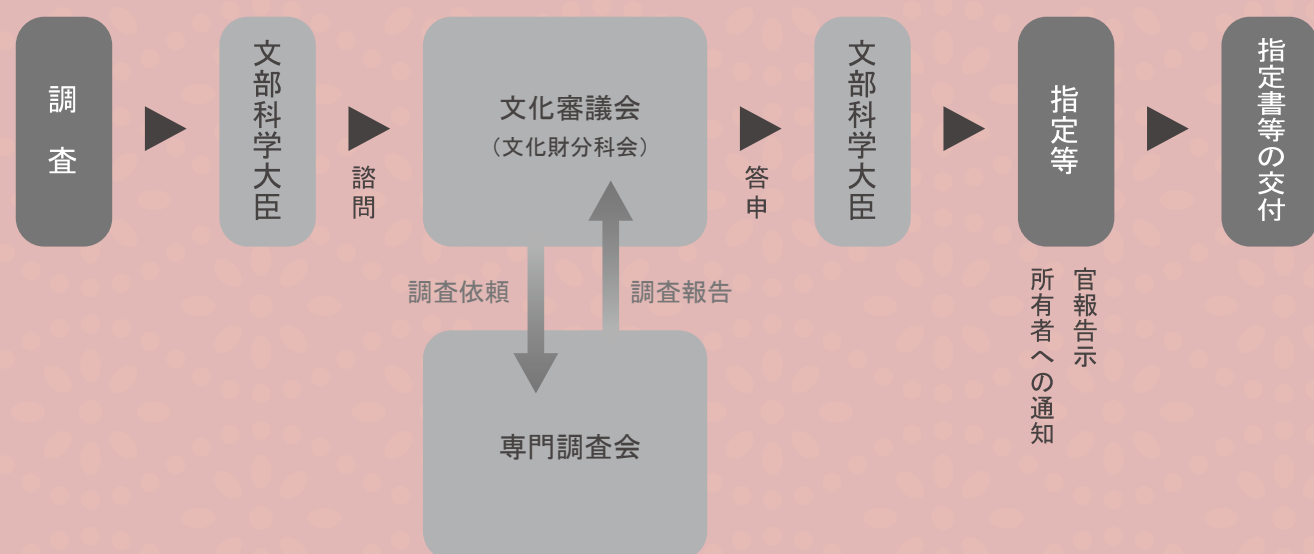 調査
文部科学大臣
諮問
文化審議会
（文化財分科会）
調査依頼
調査報告
専門調査会
答申
文部科学大臣
指定等
官報告示
所有者への通知
指定書等の交付